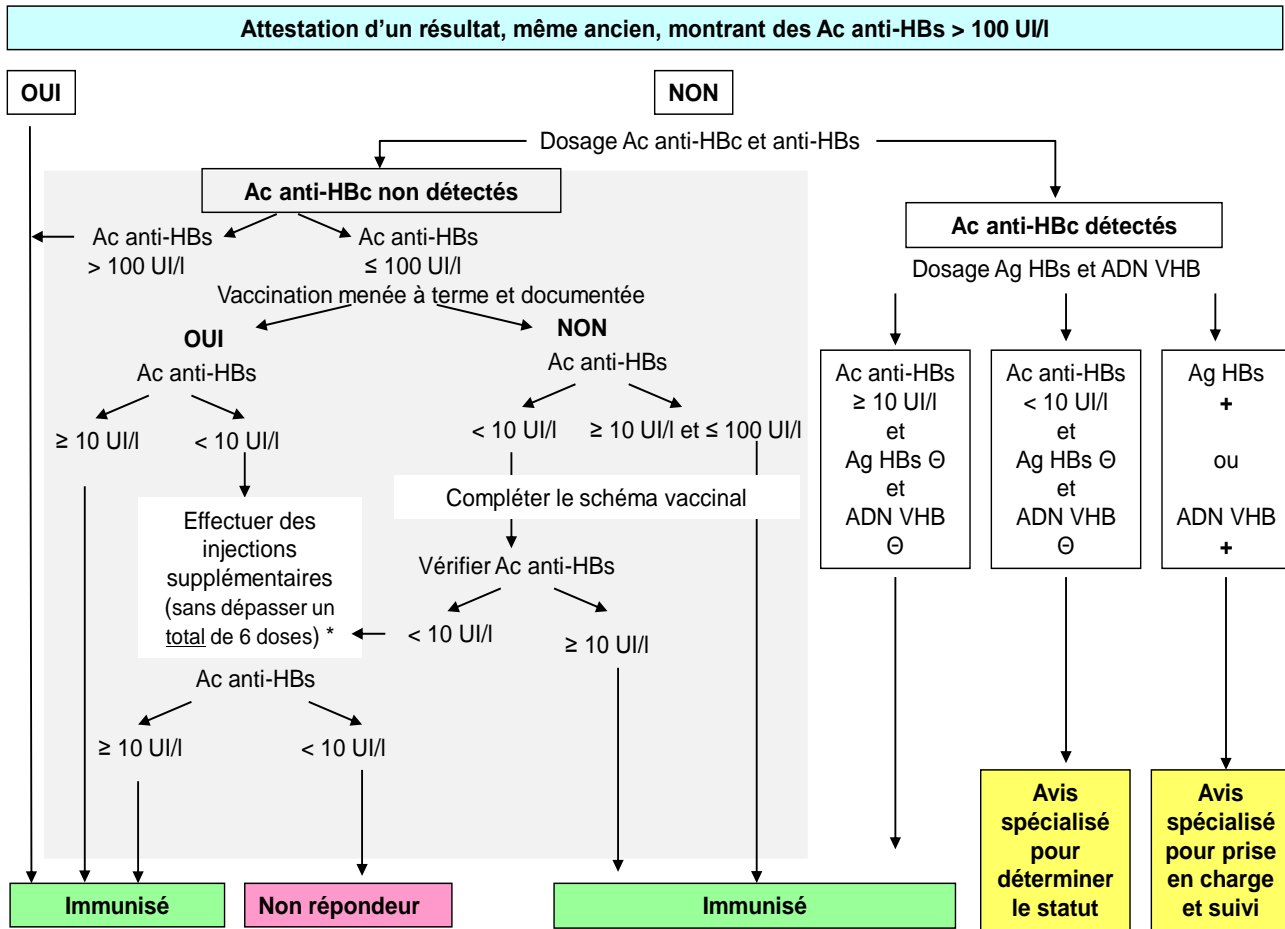 Attestation d’un résultat, même ancien, montrant des Ac anti-HBs > 100 UI/l
OUI
NON
Dosage Ac anti-HBc et anti-HBs
Ac anti-HBc non détectés
Ac anti-HBs
> 100 UI/l
Ac anti-HBs
≤ 100 UI/l
Vaccination menée à terme et documentée
OUI
Ac anti-HBs
≥ 10 UI/l
< 10 UI/l
NON
Ac anti-HBs
< 10 UI/l
≥ 10 UI/l et ≤ 100 UI/l
Effectuer des
injections
supplémentaires
(sans dépasser un
total de 6 doses) *
Compléter le schéma vaccinal
Vérifier Ac anti-HBs
< 10 UI/l
≥ 10 UI/l
Ac anti-HBs
≥ 10 UI/l
< 10 UI/l
Ac anti-HBc détectés
Dosage Ag HBs et ADN VHB
Ac anti-HBs
≥ 10 UI/l
et
Ag HBs Θ
et
ADN VHB
Θ
Ac anti-HBs
< 10 UI/l
et
Ag HBs Θ
et
ADN VHB
Θ
Ag HBs
+
ou
ADN VHB
+
Immunisé
Non répondeur
Immunisé
Avis
spécialisé
pour
déterminer
le statut
Avis
spécialisé
pour prise
en charge
et suivi